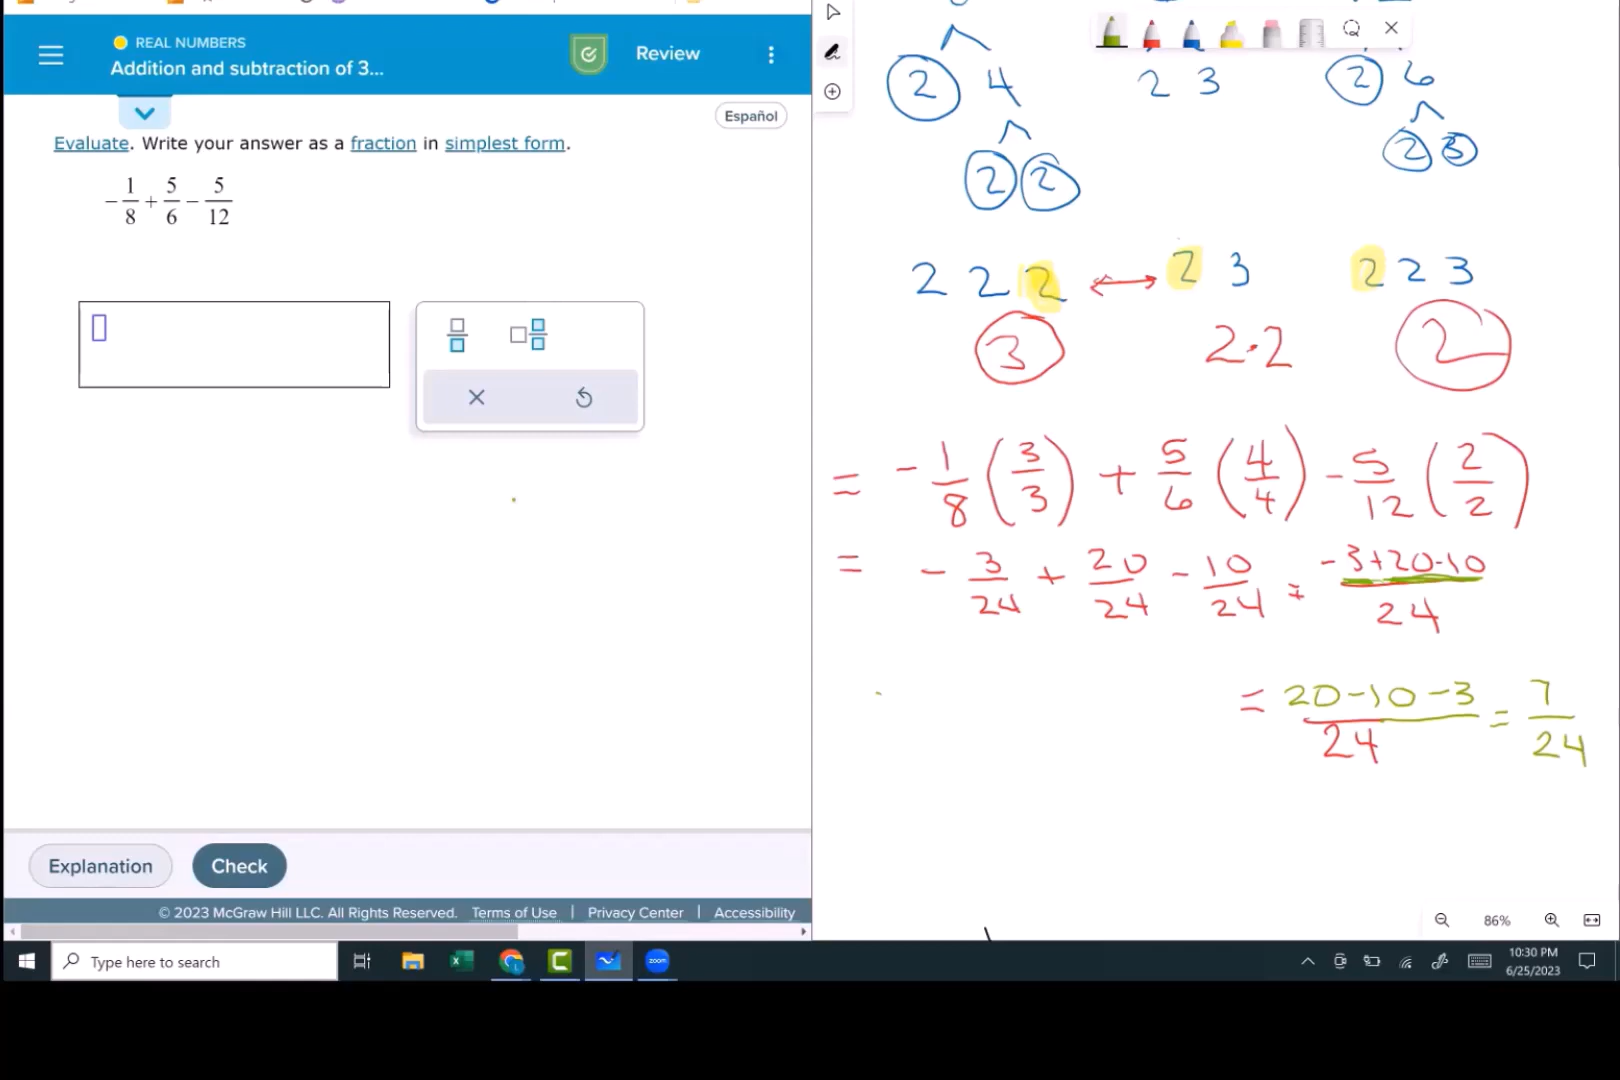 REAL NUMBERS
Addition and subtraction of 3...
Review
Español
Evaluate. Write your answer as a fraction in simplest form.
- 1/8 + 5/6 - 5/12
Explanation
Check
© 2023 McGraw Hill LLC. All Rights Reserved. Terms of Use | Privacy Center | Accessibility
2 4 2 3 2 6
2 2 2 3
2 2 2 ↔ 2 3 2 2 3
3 2·2 2
= - 1/8 (3/3) + 5/6 (4/4) - 5/12 (2/2)
= - 3/24 + 20/24 - 10/24 = -3+20-10/24
= 20-10-3/24 = 7/24
86%
Type here to search
zoom
10:30 PM
6/25/2023